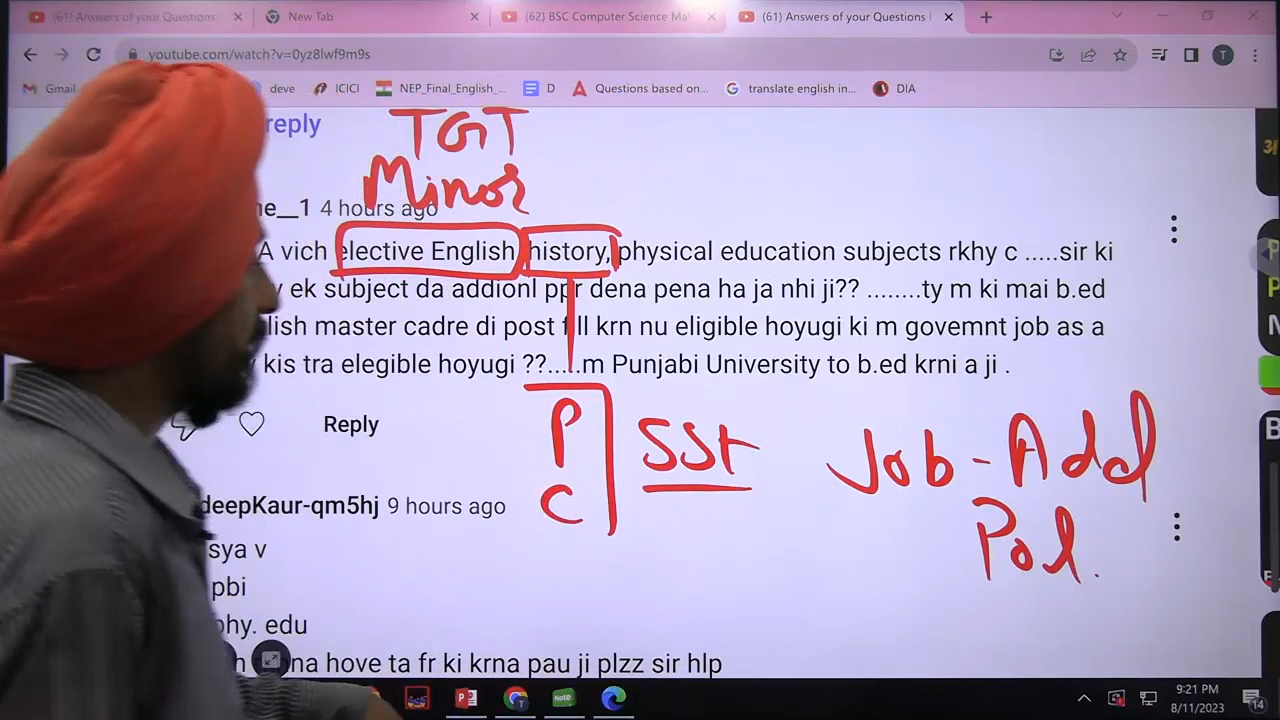 (61) Answers of your Questions
New Tab
(62) BSC Computer Science Ma
(61) Answers of your Questions
youtube.com/watch?v=0yz8lwf9m9s
T
Gmail
deve
ICICI
NEP_Final_English_...
D
Questions based on...
translate english in...
DIA
reply
TGT
Minor
ne__1 4 hours ago
A vich elective English history, physical education subjects rkhy c .....sir ki
ek subject da addionl ppr dena pena ha ja nhi ji?? ........ty m ki mai b.ed
lish master cadre di post fill krn nu eligible hoyugi ki m govemnt job as a
kis tra elegible hoyugi ??.....m Punjabi University to b.ed krni a ji .
Reply
P
C
SSt
Job - Add
Pol.
deepKaur-qm5hj 9 hours ago
sya v
pbi
phy. edu
hove ta fr ki krna pau ji plzz sir hlp
9:21 PM
8/11/2023
14